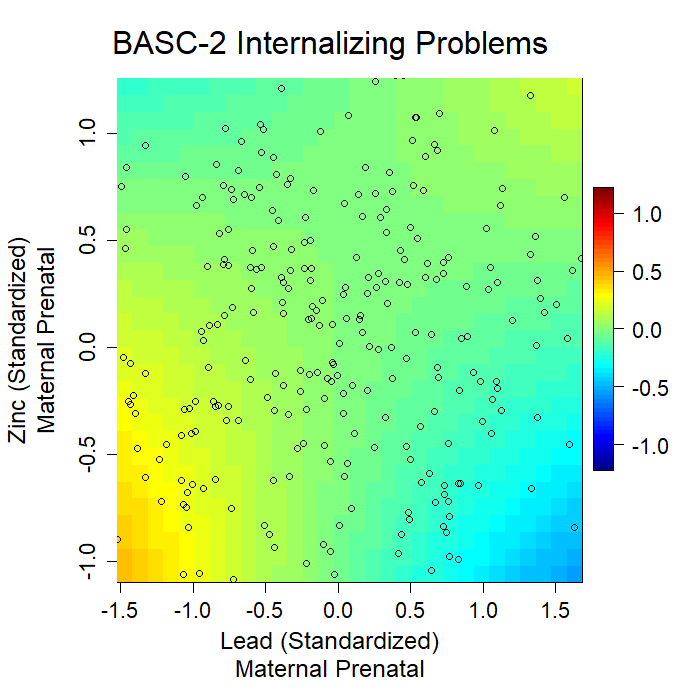 BASC-2 Internalizing Problems
Zinc (Standardized)
Maternal Prenatal
1.0
0.5
0.0
-0.5
-1.0
-1.5 -1.0 -0.5 0.0 0.5 1.0 1.5
Lead (Standardized)
Maternal Prenatal
1.0
0.5
0.0
-0.5
-1.0